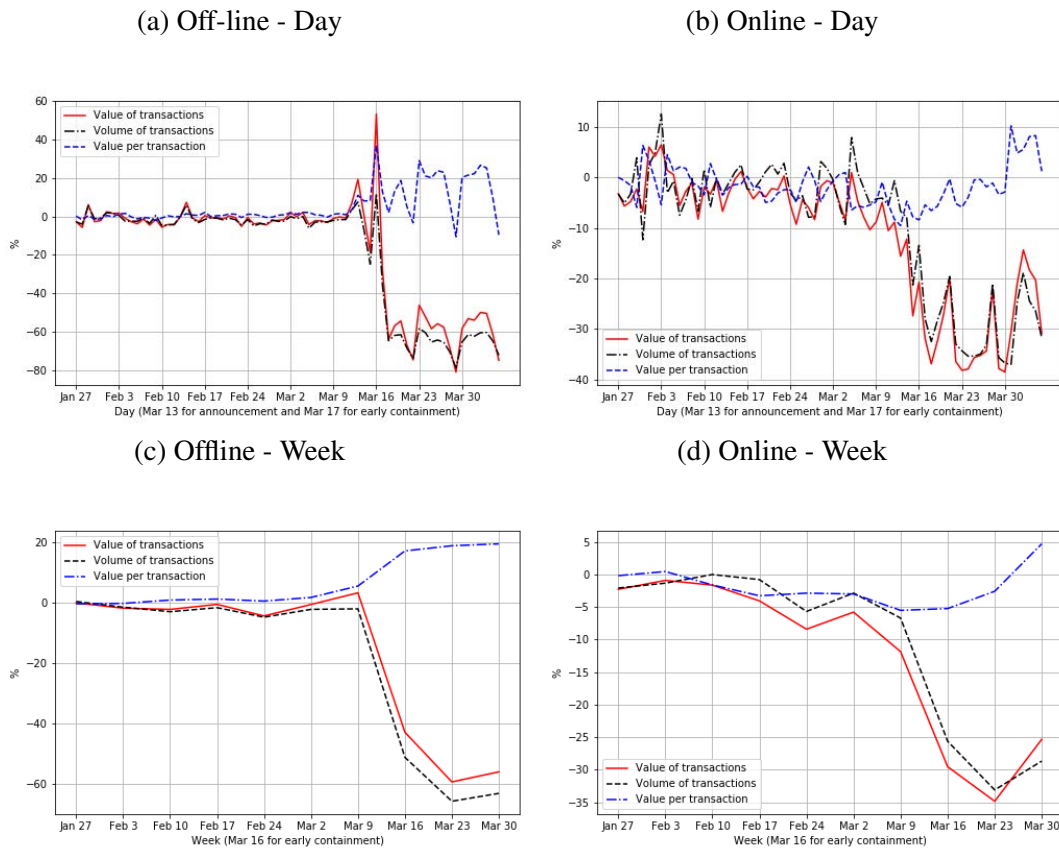 (a) Off-line - Day
60
40
20
0
−20
−40
−60
−80
%
Value of transactions
Volume of transactions
Value per transaction
Jan 27 Feb 3 Feb 10 Feb 17 Feb 24 Mar 2 Mar 9 Mar 16 Mar 23 Mar 30
Day (Mar 13 for announcement and Mar 17 for early containment)
(b) Online - Day
10
0
−10
−20
−30
−40
%
Value of transactions
Volume of transactions
Value per transaction
Jan 27 Feb 3 Feb 10 Feb 17 Feb 24 Mar 2 Mar 9 Mar 16 Mar 23 Mar 30
Day (Mar 13 for announcement and Mar 17 for early containment)
(c) Offline - Week
20
0
−20
−40
−60
%
Value of transactions
Volume of transactions
Value per transaction
Jan 27 Feb 3 Feb 10 Feb 17 Feb 24 Mar 2 Mar 9 Mar 16 Mar 23 Mar 30
Week (Mar 16 for early containment)
(d) Online - Week
5
0
−5
−10
−15
−20
−25
−30
−35
%
Value of transactions
Volume of transactions
Value per transaction
Jan 27 Feb 3 Feb 10 Feb 17 Feb 24 Mar 2 Mar 9 Mar 16 Mar 23 Mar 30
Week (Mar 16 for early containment)